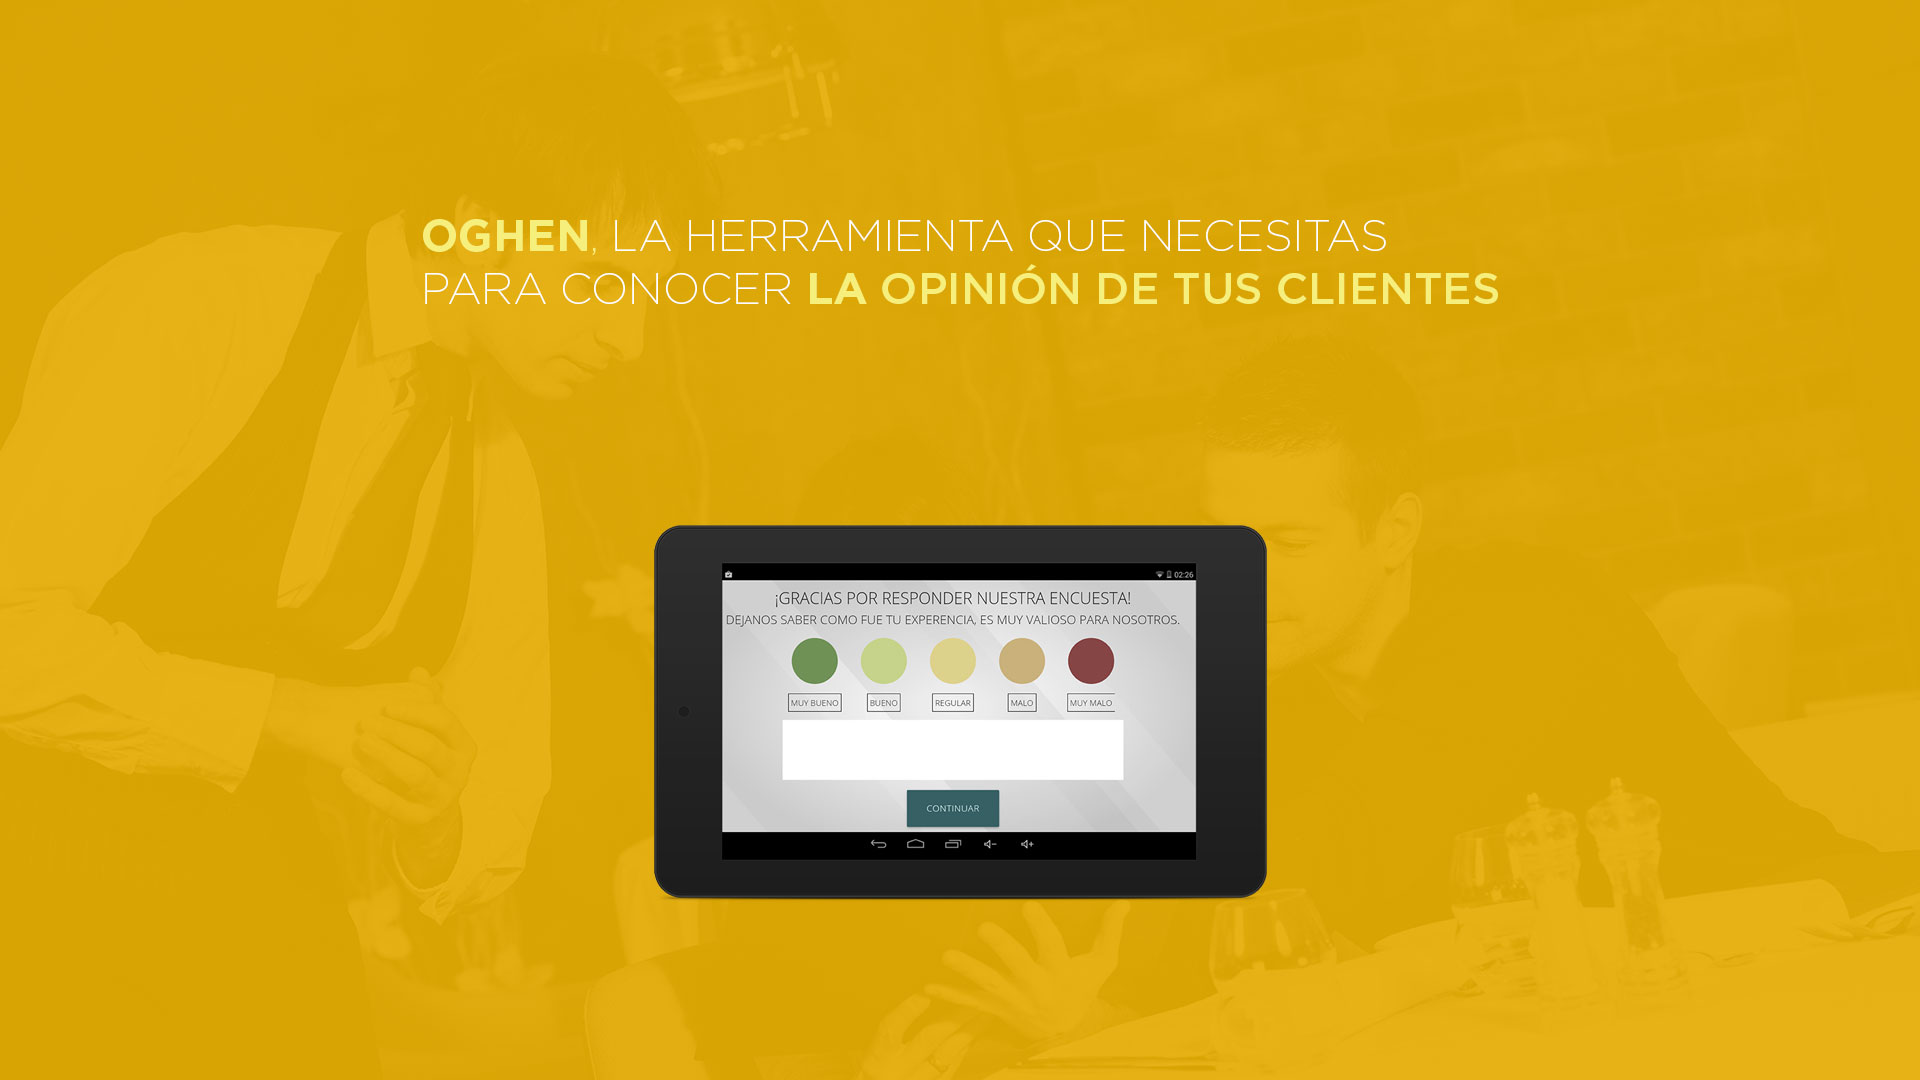 OGHEN, LA HERRAMIENTA QUE NECESITAS
PARA CONOCER LA OPINIÓN DE TUS CLIENTES
02:26
¡GRACIAS POR RESPONDER NUESTRA ENCUESTA!
DEJANOS SABER COMO FUE TU EXPERENCIA, ES MUY VALIOSO PARA NOSOTROS.
MUY BUENO BUENO REGULAR MALO MUY MALO
CONTINUAR